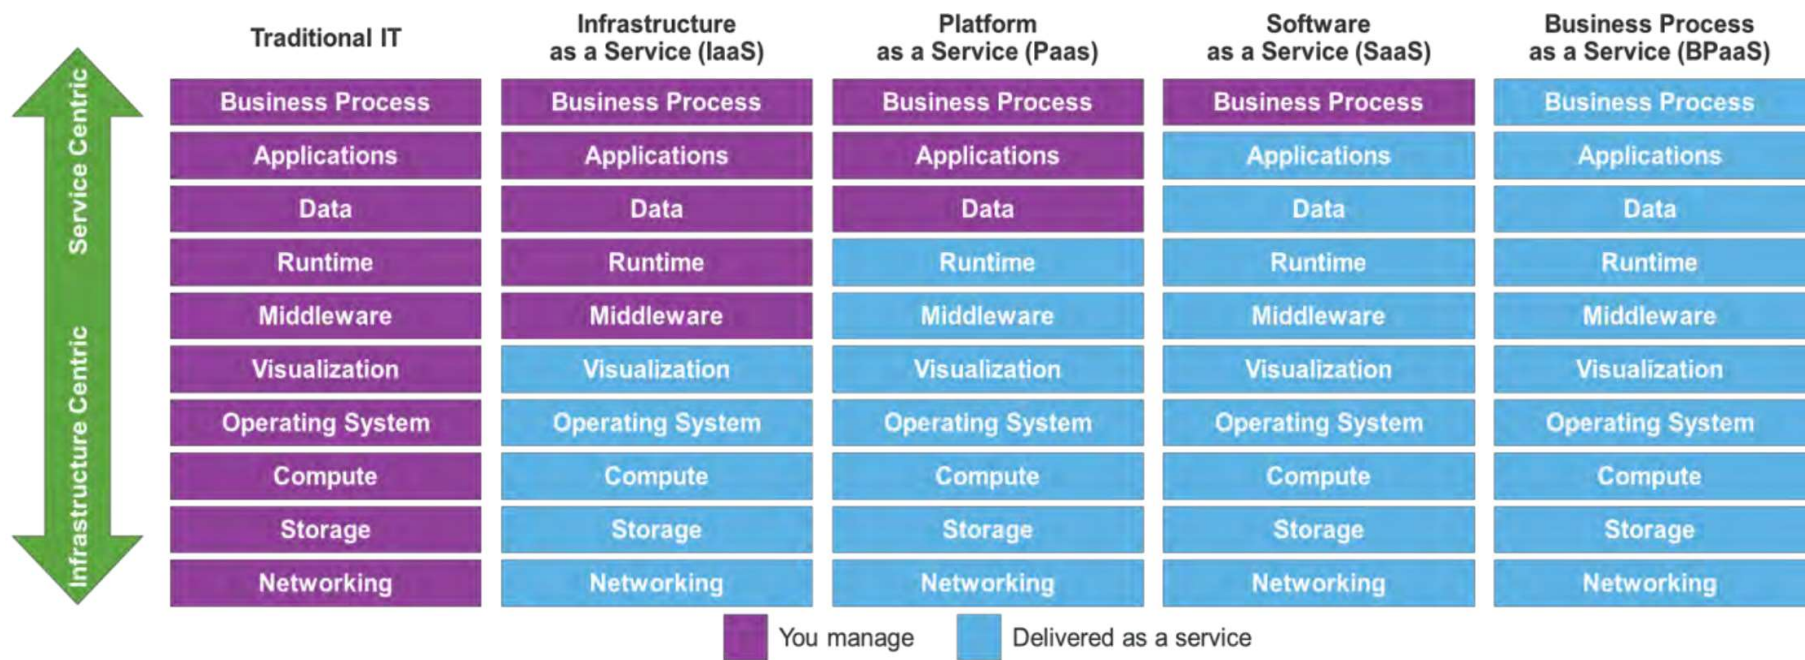 Traditional IT
Infrastructure
as a Service (IaaS)
Platform
as a Service (Paas)
Software
as a Service (SaaS)
Business Process
as a Service (BPaaS)
Service Centric
Infrastructure Centric
Business Process
Business Process
Business Process
Business Process
Business Process
Applications
Applications
Applications
Applications
Applications
Data
Data
Data
Data
Data
Runtime
Runtime
Runtime
Runtime
Runtime
Middleware
Middleware
Middleware
Middleware
Middleware
Visualization
Visualization
Visualization
Visualization
Visualization
Operating System
Operating System
Operating System
Operating System
Operating System
Compute
Compute
Compute
Compute
Compute
Storage
Storage
Storage
Storage
Storage
Networking
Networking
Networking
Networking
Networking
You manage
Delivered as a service